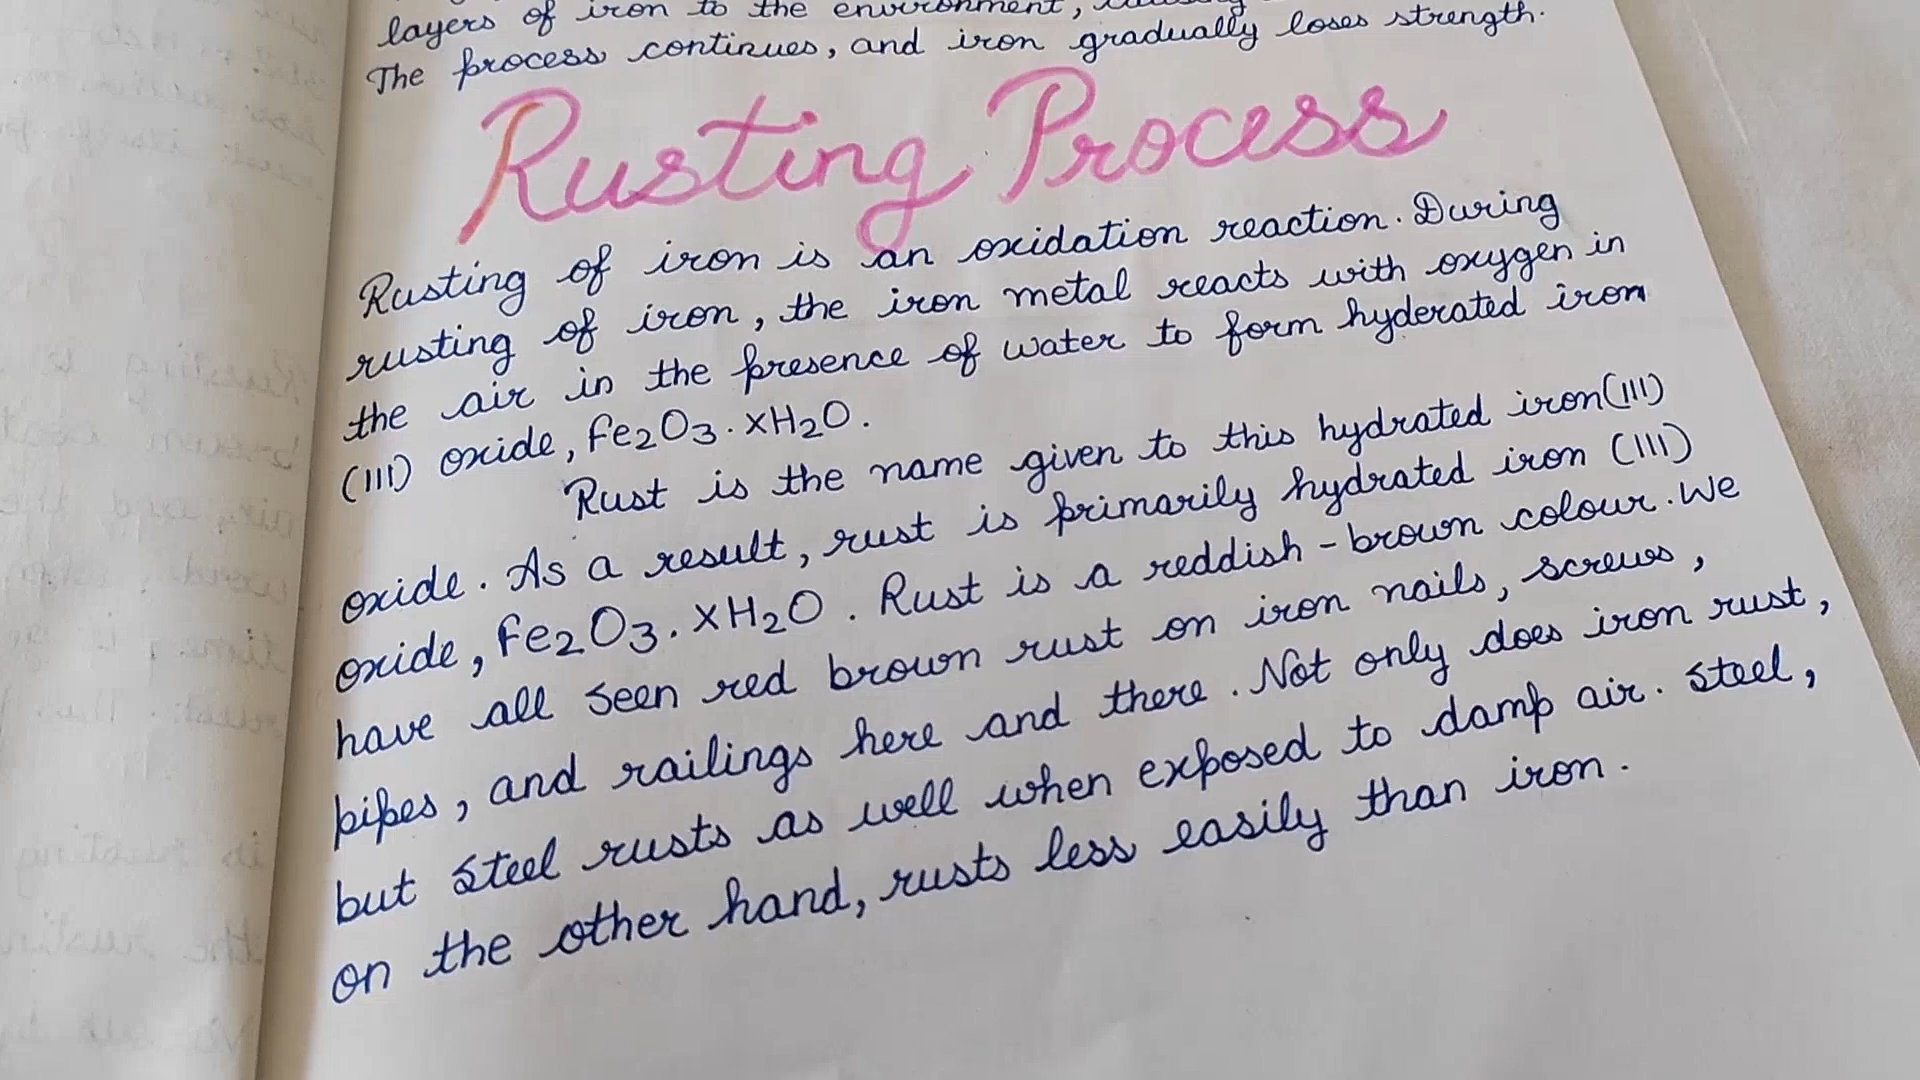 layers of iron to the environment,
The process continues, and iron gradually loses strength.
Rusting Process
Rusting of iron is an oxidation reaction. During
rusting of iron, the iron metal reacts with oxygen in
the air in the presence of water to form hyderated iron
(III) oxide, Fe2O3.xH2O.
Rust is the name given to this hydrated iron(III)
oxide. As a result, rust is primarily hydrated iron (III)
oxide, Fe2O3.xH2O. Rust is a reddish-brown colour. We
have all seen red brown rust on iron nails, screws,
pipes, and railings here and there. Not only does iron rust,
but steel rusts as well when exposed to damp air. Steel,
on the other hand, rusts less easily than iron.